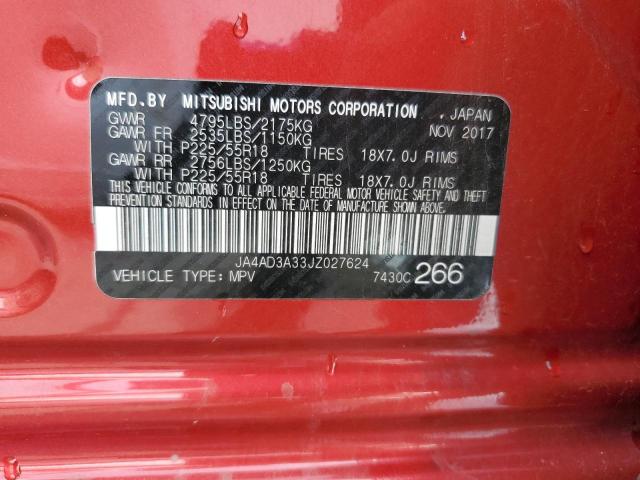 MFD.BY MITSUBISHI MOTORS CORPORATION . JAPAN
GWWR 4795LBS/2175KG NOV 2017
GAWR FR 2535LBS/1150KG
WITH P225/55R18 TIRES 18X7.0J RIMS
GAWR RR 2756LBS/1250KG
WITH P225/55R18 TIRES 18X7.0J RIMS
THIS VEHICLE CONFORMS TO ALL APPLICABLE FEDERAL MOTOR VEHICLE SAFETY AND THEFT
PREVENTION STANDARDS IN EFFECT ON THE DATE OF MANUFACTURE SHOWN ABOVE.
JA4AD3A33JZ027624
VEHICLE TYPE:MPV 7430C 266